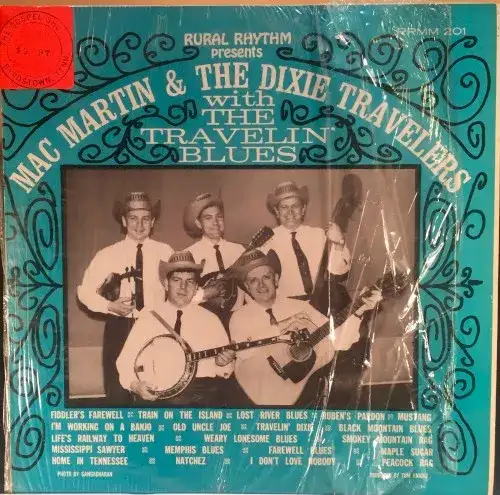 RURAL RHYTHM
presents
RRMM 201
MAC MARTIN & THE DIXIE TRAVELERS
with
THE
TRAVELIN'
BLUES
FIDDLER'S FAREWELL TRAIN ON THE ISLAND LOST RIVER BLUES RUBEN'S PARDON MUSTANG
I'M WORKING ON A BANJO OLD UNCLE JOE TRAVELIN' DIXIE BLACK MOUNTAIN BLUES
LIFE'S RAILWAY TO HEAVEN WEARY LONESOME BLUES SMOKEY MOUNTAIN RAG
MISSISSIPPI SAWYER MEMPHIS BLUES FAREWELL BLUES MAPLE SUGAR
HOME IN TENNESSEE NATCHEZ I DON'T LOVE NOBODY PEACOCK RAG
PHOTO BY